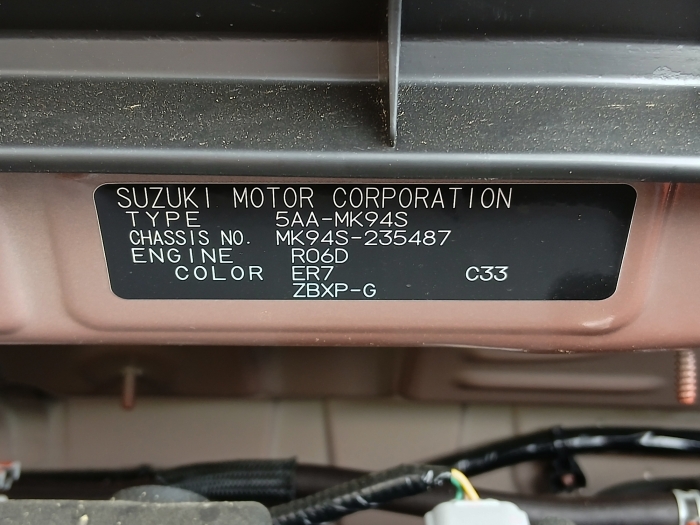 SUZUKI MOTOR CORPORATION
TYPE 5AA-MK94S
CHASSIS NO. MK94S-235487
ENGINE R06D
COLOR ER7 C33
ZBXP-G